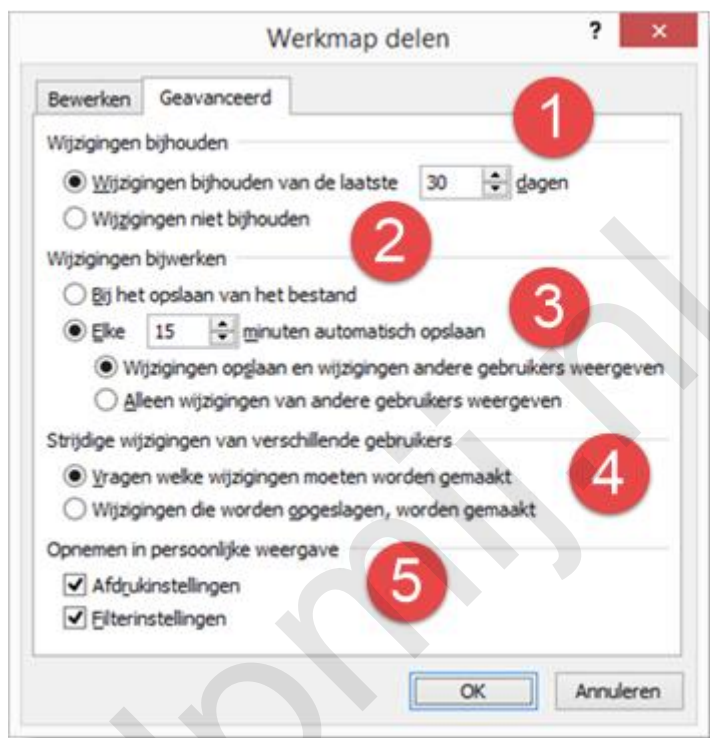 Werkmap delen ?
Bewerken Geavanceerd
1
Wijzigingen bijhouden
Wijzigingen bijhouden van de laatste 30 dagen
Wijzigingen niet bijhouden
2
Wijzigingen bijwerken
Bij het opslaan van het bestand
3
Elke 15 minuten automatisch opslaan
Wijzigingen opslaan en wijzigingen andere gebruikers weergeven
Alleen wijzigingen van andere gebruikers weergeven
Strijdige wijzigingen van verschillende gebruikers
4
Vragen welke wijzigingen moeten worden gemaakt
Wijzigingen die worden opgeslagen, worden gemaakt
Opnemen in persoonlijke weergave
5
Afdrukinstellingen
Filterinstellingen
OK Annuleren